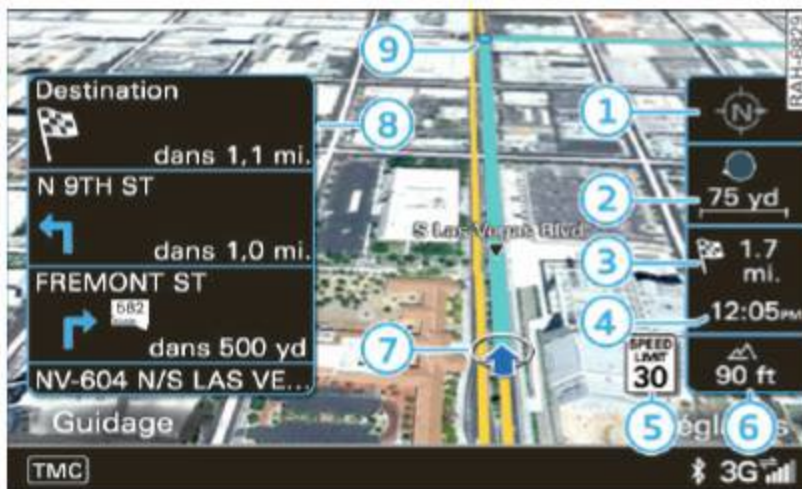 RAH-6829
9
Destination
8
dans 1,1 mi.
N 9TH ST
dans 1,0 mi.
FREMONT ST
582
dans 500 yd
NV-604 N/S LAS VE...
Guidage
S Las Vegas Blvd
7
1
N
2
75 yd
3
1.7
mi.
4
12:05PM
SPEED
LIMIT
30
90 ft
5
6
TMC
3G